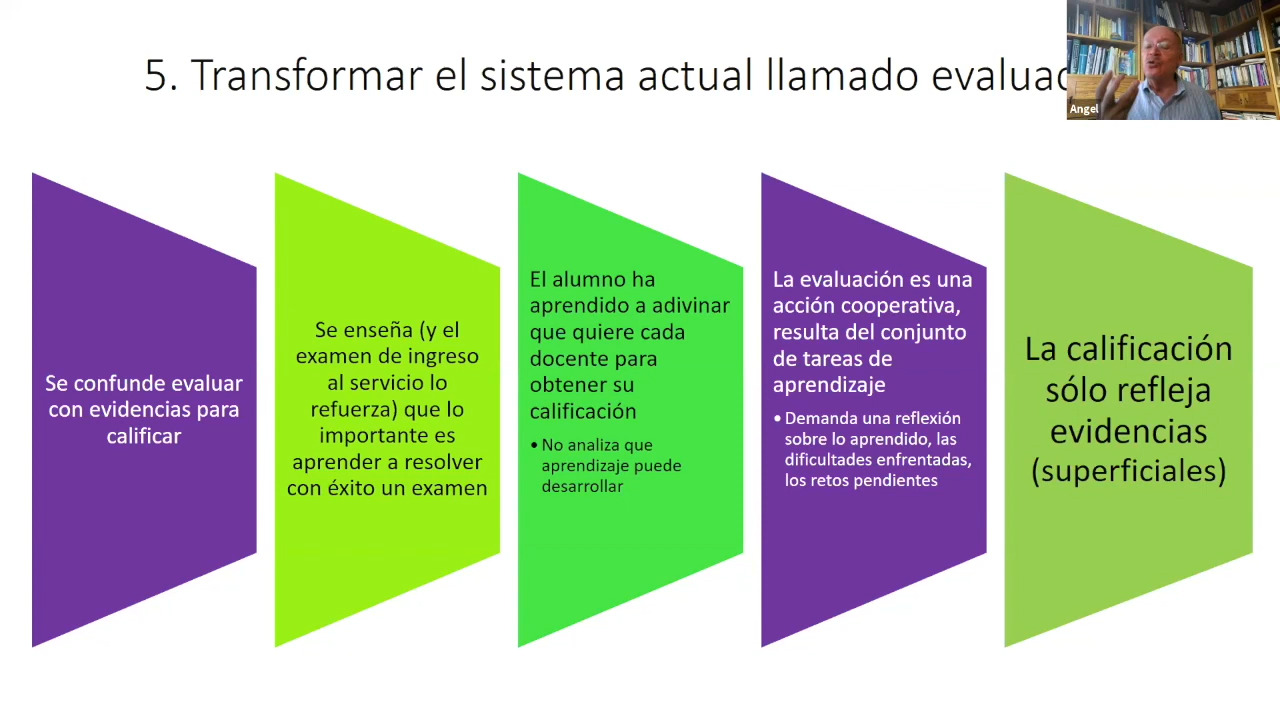 5. Transformar el sistema actual llamado
Angel
Se confunde evaluar
con evidencias para
calificar
Se enseña (y el
examen de ingreso
al servicio lo
refuerza) que lo
importante es
aprender a resolver
con éxito un examen
El alumno ha
aprendido a adivinar
que quiere cada
docente para
obtener su
calificación
• No analiza que
aprendizaje puede
desarrollar
La evaluación es una
acción cooperativa,
resulta del conjunto
de tareas de
aprendizaje
• Demanda una reflexión
sobre lo aprendido, las
dificultades enfrentadas,
los retos pendientes
La calificación
sólo refleja
evidencias
(superficiales)